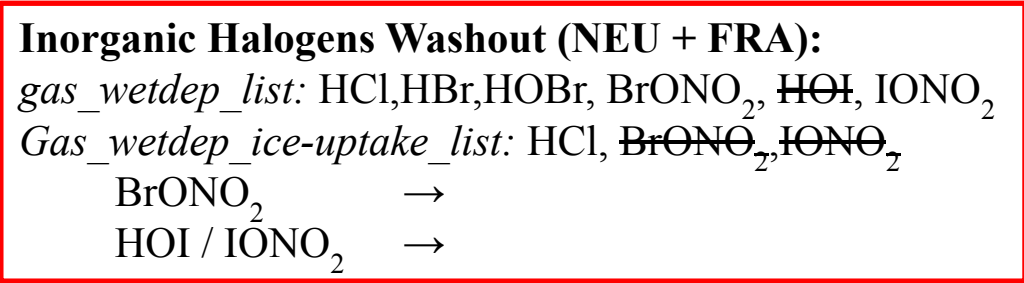 Inorganic Halogens Washout (NEU + FRA):
gas_wetdep_list: HCl,HBr,HOBr, BrONO₂, ~~HOI~~, IONO₂
Gas_wetdep_ice-uptake_list: HCl, ~~BrONO₂,IONO₂~~
BrONO₂ →
HOI / IONO₂ →